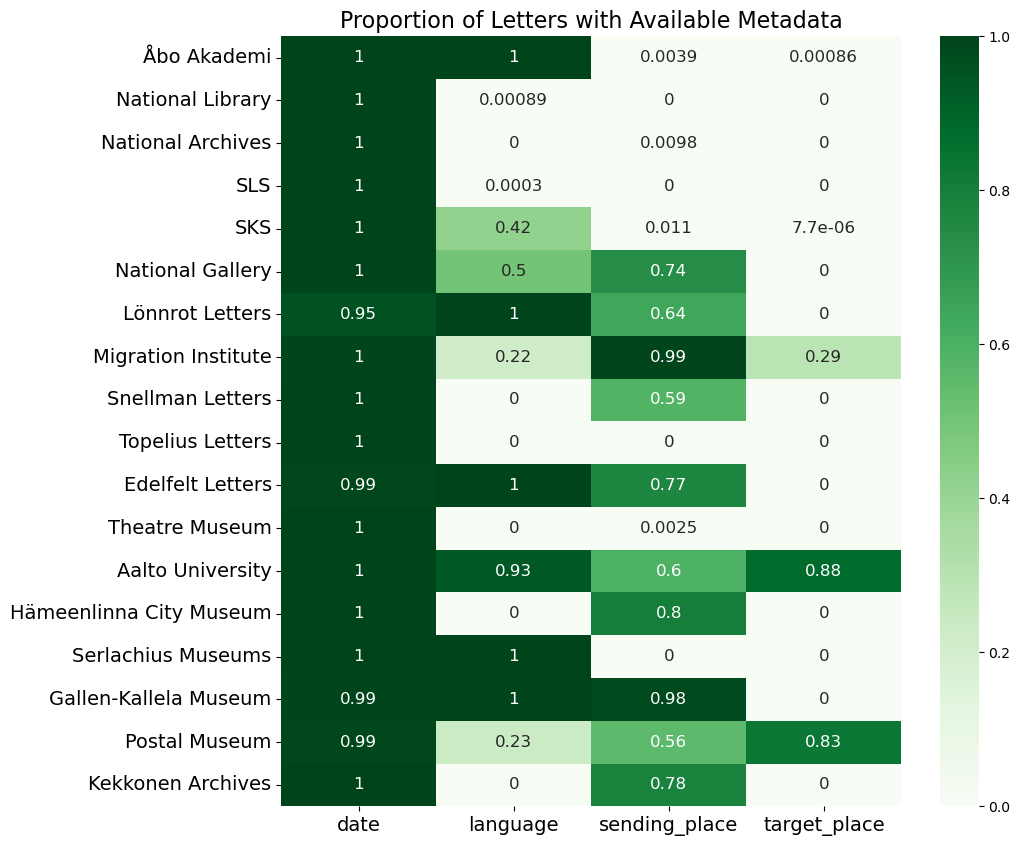 Proportion of Letters with Available Metadata
Åbo Akademi 1 1 0.0039 0.00086
National Library 1 0.00089 0 0
National Archives 1 0 0.0098 0
SLS 1 0.0003 0 0
SKS 1 0.42 0.011 7.7e-06
National Gallery 1 0.5 0.74 0
Lönnrot Letters 0.95 1 0.64 0
Migration Institute 1 0.22 0.99 0.29
Snellman Letters 1 0 0.59 0
Topelius Letters 1 0 0 0
Edelfelt Letters 0.99 1 0.77 0
Theatre Museum 1 0 0.0025 0
Aalto University 1 0.93 0.6 0.88
Hämeenlinna City Museum 1 0 0.8 0
Serlachius Museums 1 1 0 0
Gallen-Kallela Museum 0.99 1 0.98 0
Postal Museum 0.99 0.23 0.56 0.83
Kekkonen Archives 1 0 0.78 0
date language sending_place target_place
1.0
0.8
0.6
0.4
0.2
0.0